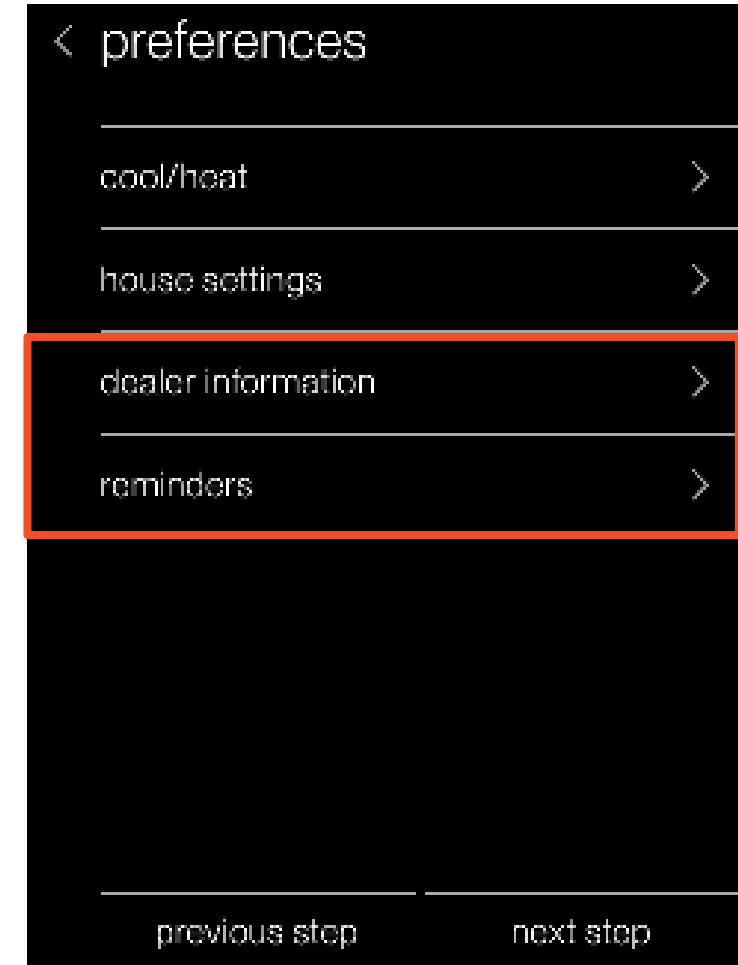 preferences
cool/heat
house settings
dealer information
reminders
previous step
next step